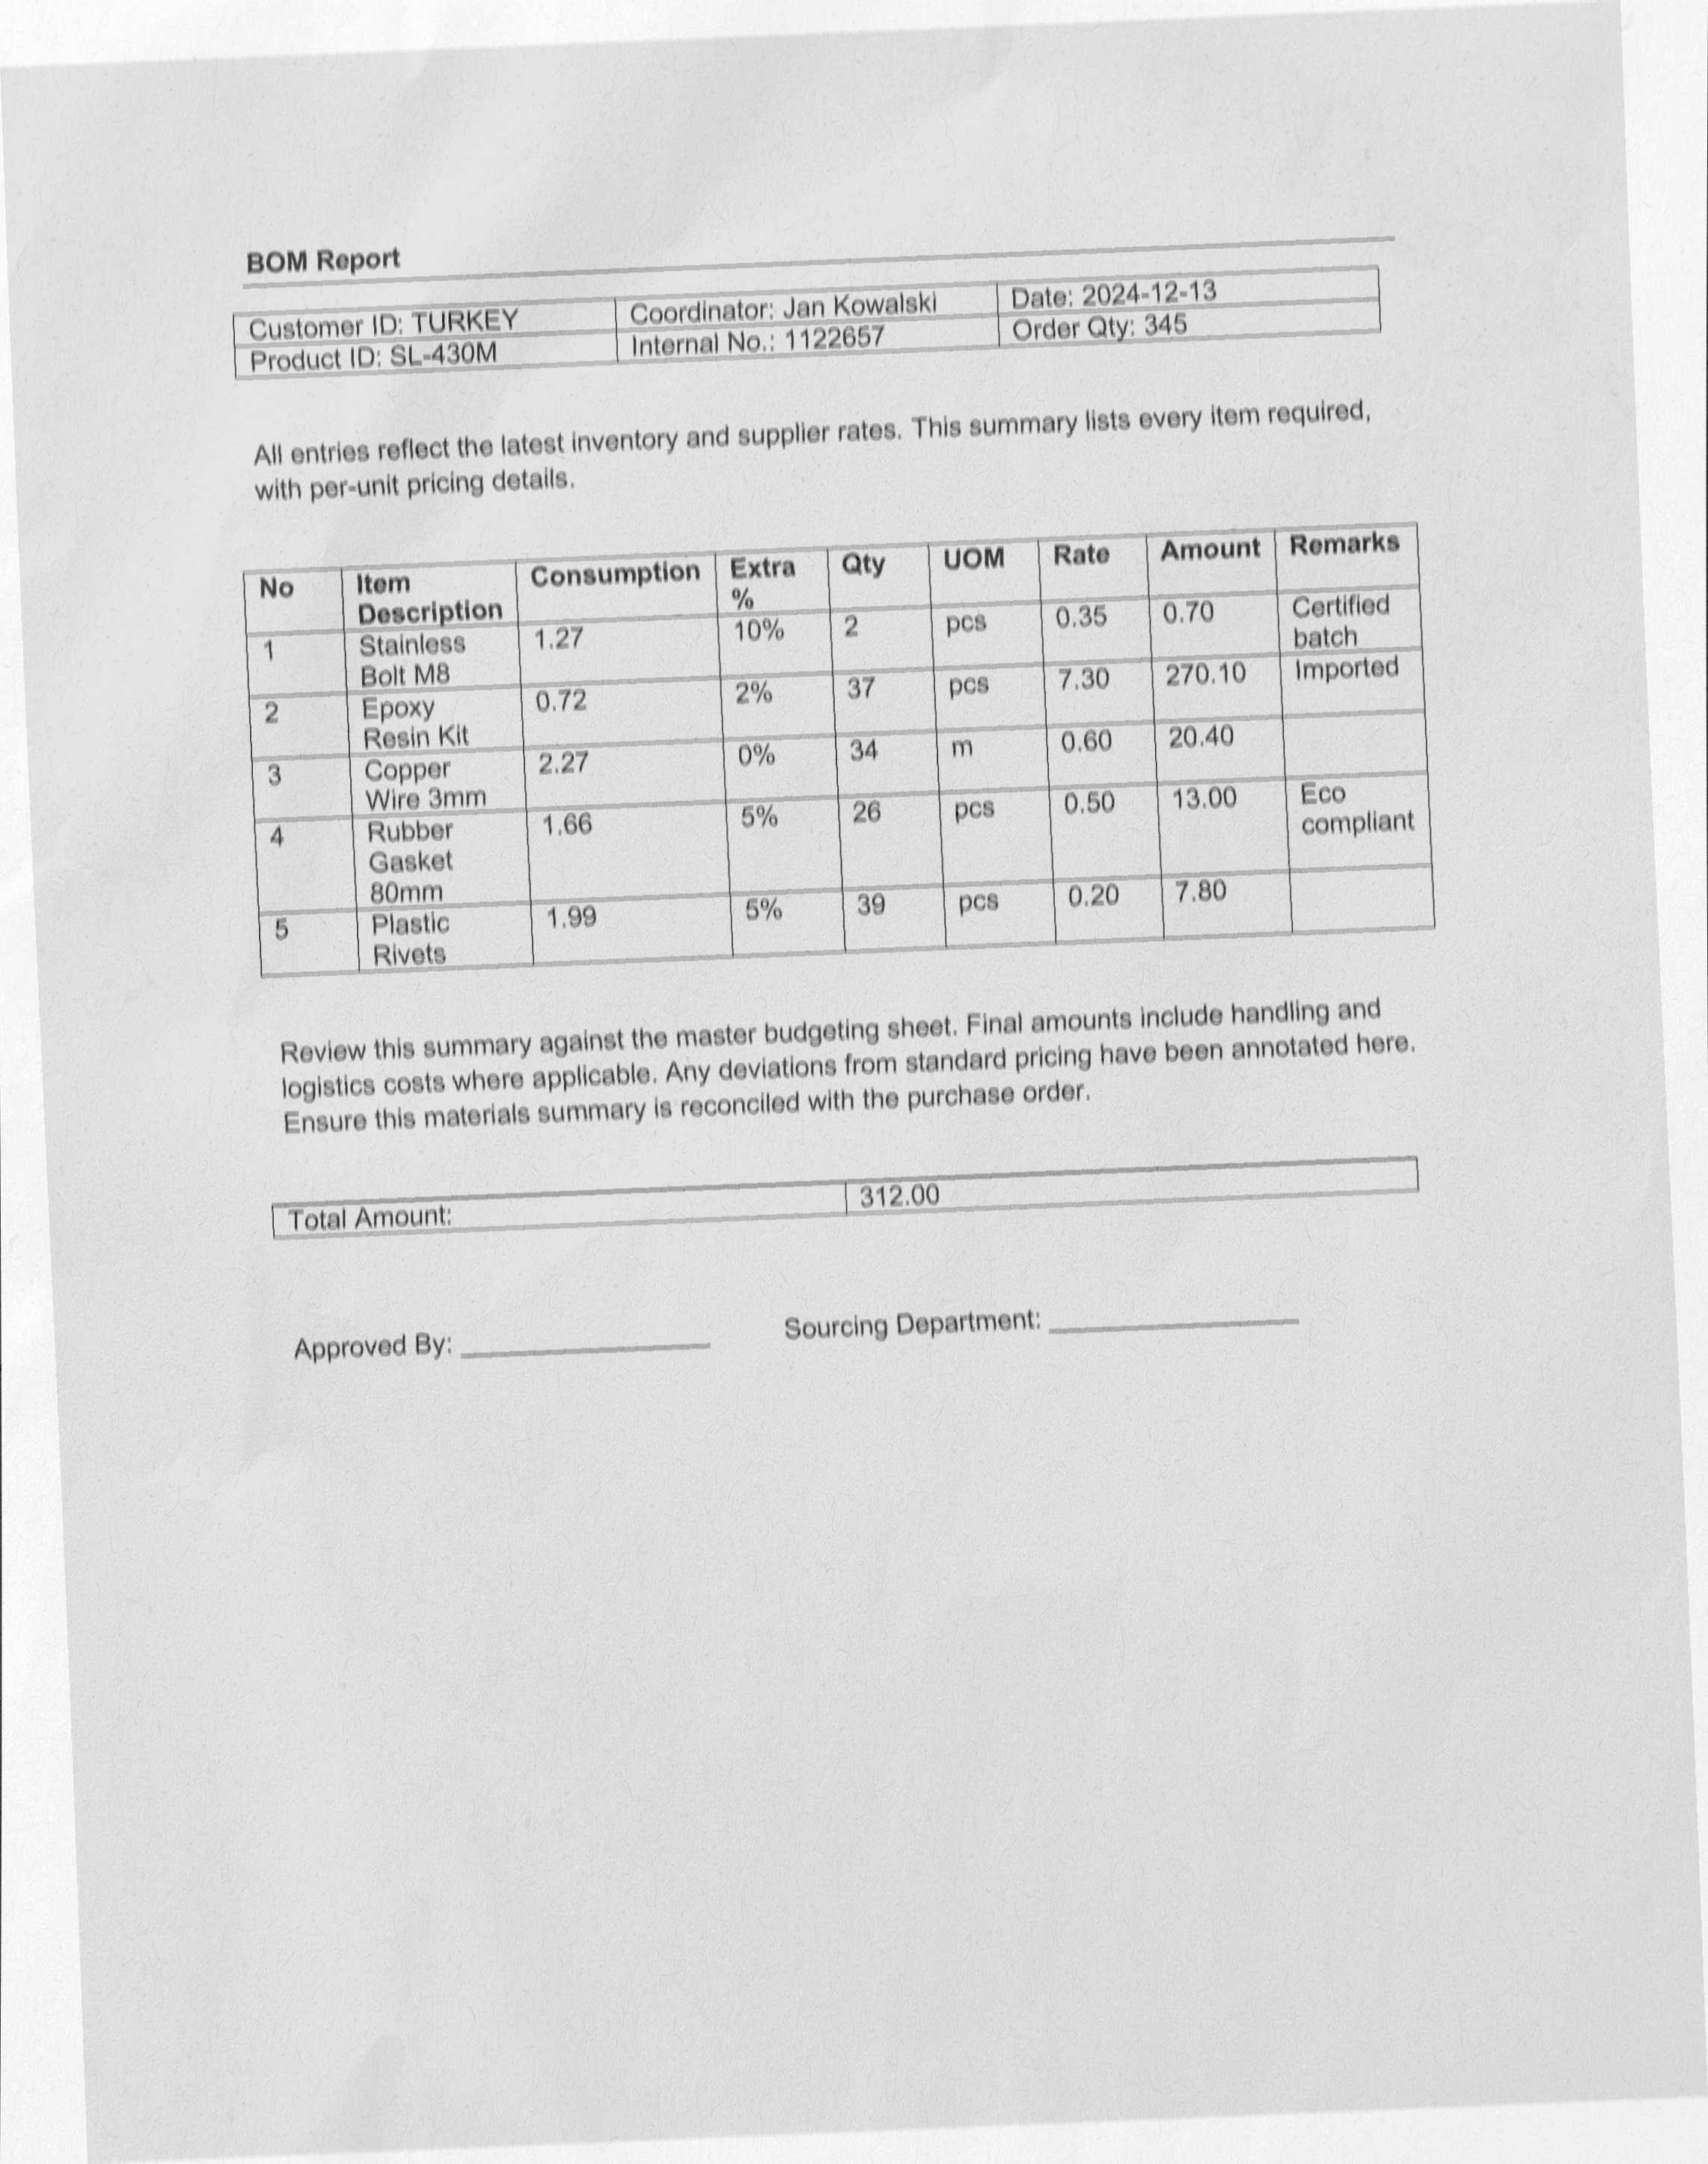 BOM Report
Customer ID: TURKEY Coordinator: Jan Kowalski Date: 2024-12-13
Product ID: SL-430M Internal No.: 1122657 Order Qty: 345
All entries reflect the latest inventory and supplier rates. This summary lists every item required,
with per-unit pricing details.
No Item Description Consumption Extra % Qty UOM Rate Amount Remarks
1 Stainless Bolt M8 1.27 10% 2 pcs 0.35 0.70 Certified batch
2 Epoxy Resin Kit 0.72 2% 37 pcs 7.30 270.10 Imported
3 Copper Wire 3mm 2.27 0% 34 m 0.60 20.40
4 Rubber Gasket 80mm 1.66 5% 26 pcs 0.50 13.00 Eco compliant
5 Plastic Rivets 1.99 5% 39 pcs 0.20 7.80
Review this summary against the master budgeting sheet. Final amounts include handling and
logistics costs where applicable. Any deviations from standard pricing have been annotated here.
Ensure this materials summary is reconciled with the purchase order.
Total Amount: 312.00
Approved By: Sourcing Department: